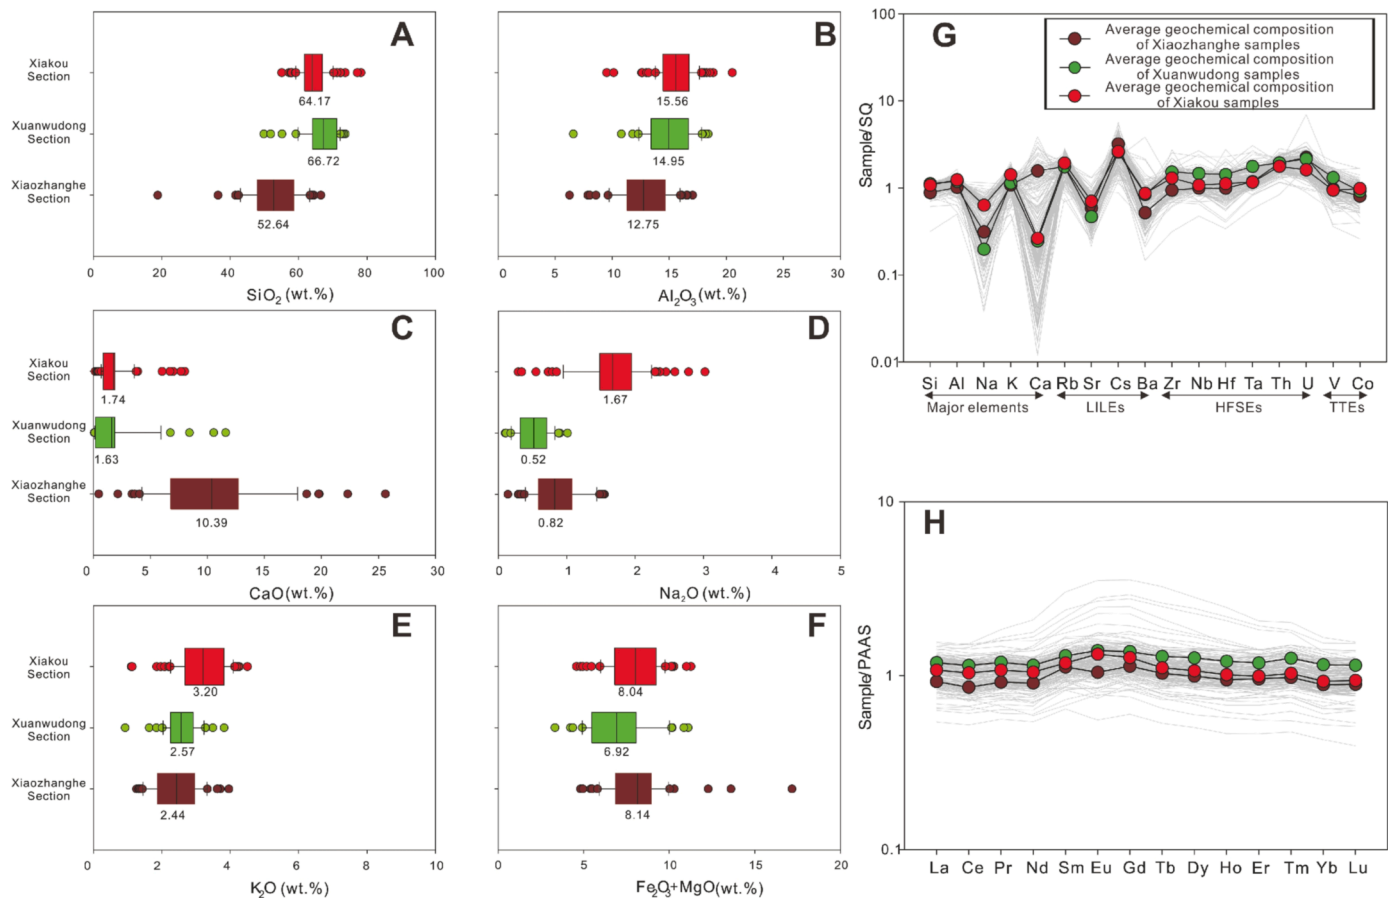 A
Xiakou
Section
64.17
Xuanwudong
Section
66.72
Xiaozhanghe
Section
52.64
0 20 40 60 80 100
SiO₂ (wt.%)
B
15.56
14.95
12.75
0 5 10 15 20 25 30
Al₂O₃ (wt.%)
C
Xiakou
Section
1.74
Xuanwudong
Section
1.63
Xiaozhanghe
Section
10.39
0 5 10 15 20 25 30
CaO (wt.%)
D
1.67
0.52
0.82
0 1 2 3 4 5
Na₂O (wt.%)
E
Xiakou
Section
3.20
Xuanwudong
Section
2.57
Xiaozhanghe
Section
2.44
0 2 4 6 8 10
K₂O (wt.%)
F
8.04
6.92
8.14
0 5 10 15 20
Fe₂O₃+MgO(wt.%)
G
Average geochemical composition
of Xiaozhanghe samples
Average geochemical composition
of Xuanwudong samples
Average geochemical composition
of Xiakou samples
100
10
1
0.1
0.01
Sample/SQ
Si Al Na K Ca Rb Sr Cs Ba Zr Nb Hf Ta Th U V Co
Major elements LILEs HFSEs TTEs
H
10
1
0.1
Sample/PAAS
La Ce Pr Nd Sm Eu Gd Tb Dy Ho Er Tm Yb Lu